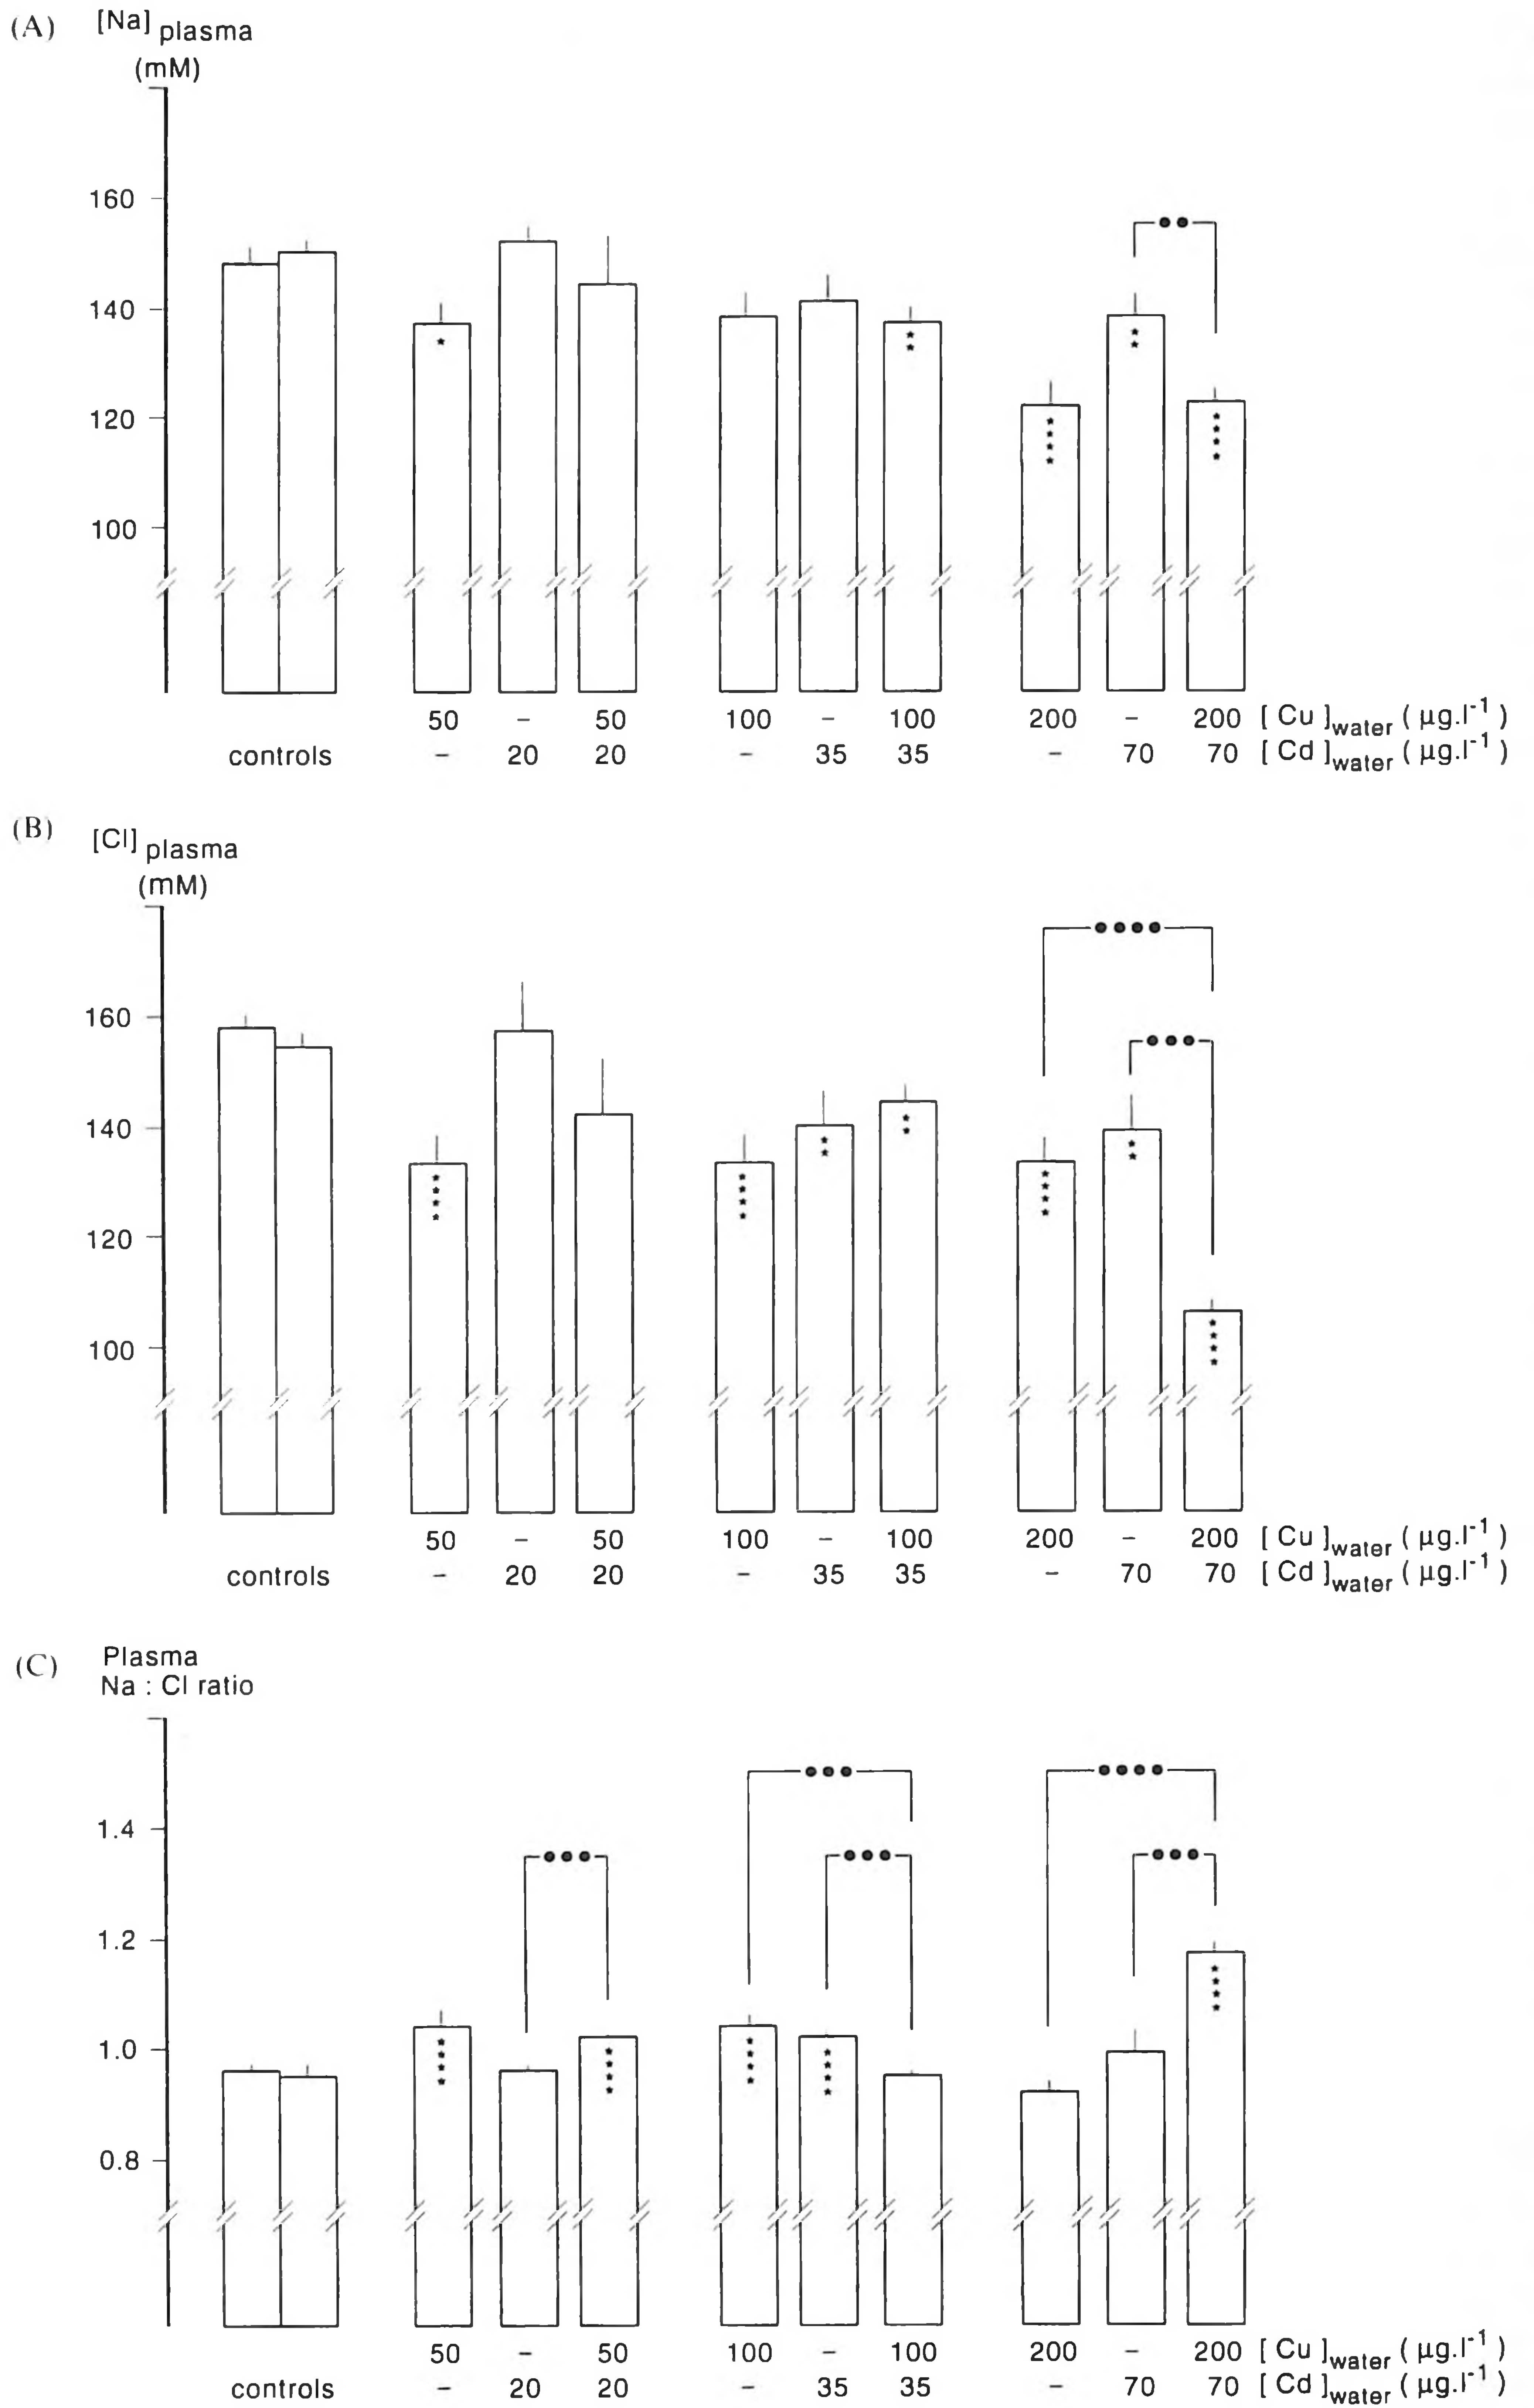 (A) [Na] plasma
(mM)
160
140
120
100
50 - 50 100 - 100 200 - 200 [ Cu ]water ( µg.l-1 )
controls - 20 20 - 35 35 - 70 70 [ Cd ]water ( µg.l-1 )
(B) [Cl] plasma
(mM)
160
140
120
100
50 - 50 100 - 100 200 - 200 [ Cu ]water ( µg.l-1 )
controls - 20 20 - 35 35 - 70 70 [ Cd ]water ( µg.l-1 )
(C) Plasma
Na : Cl ratio
1.4
1.2
1.0
0.8
50 - 50 100 - 100 200 - 200 [ Cu ]water ( µg.l-1 )
controls - 20 20 - 35 35 - 70 70 [ Cd ]water ( µg.l-1 )